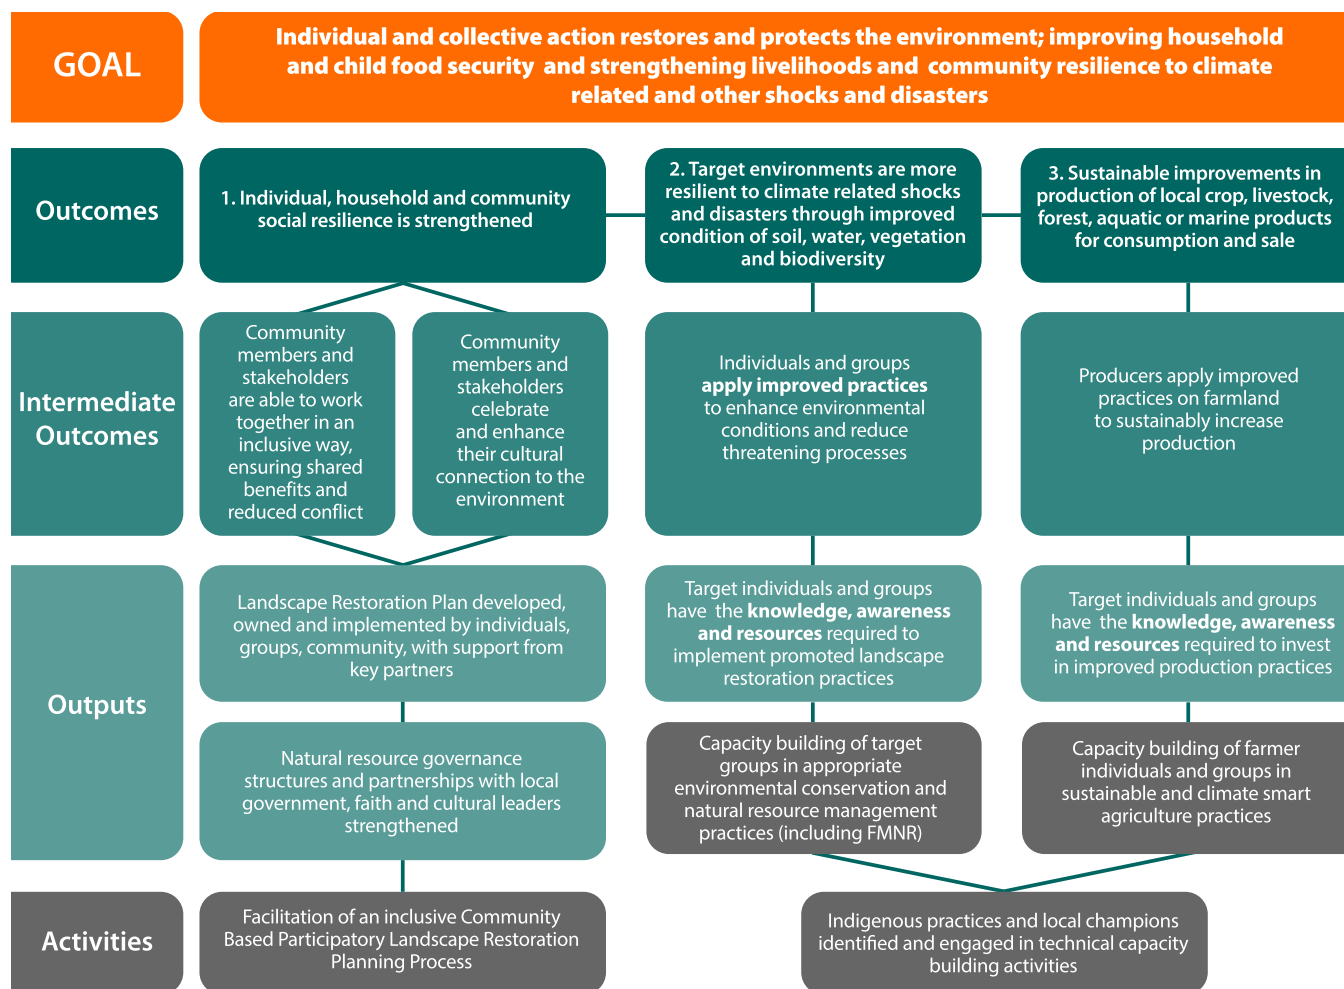 GOAL
Individual and collective action restores and protects the environment; improving household
and child food security and strengthening livelihoods and community resilience to climate
related and other shocks and disasters
Outcomes
1. Individual, household and community
social resilience is strengthened
2. Target environments are more
resilient to climate related shocks
and disasters through improved
condition of soil, water, vegetation
and biodiversity
3. Sustainable improvements in
production of local crop, livestock,
forest, aquatic or marine products
for consumption and sale
Intermediate
Outcomes
Community
members and
stakeholders
are able to work
together in an
inclusive way,
ensuring shared
benefits and
reduced conflict
Community
members and
stakeholders
celebrate
and enhance
their cultural
connection to the
environment
Individuals and groups
apply improved practices
to enhance environmental
conditions and reduce
threatening processes
Producers apply improved
practices on farmland
to sustainably increase
production
Outputs
Landscape Restoration Plan developed,
owned and implemented by individuals,
groups, community, with support from
key partners
Target individuals and groups
have the knowledge, awareness
and resources required to
implement promoted landscape
restoration practices
Target individuals and groups
have the knowledge, awareness
and resources required to invest
in improved production practices
Natural resource governance
structures and partnerships with local
government, faith and cultural leaders
strengthened
Capacity building of target
groups in appropriate
environmental conservation and
natural resource management
practices (including FMNR)
Capacity building of farmer
individuals and groups in
sustainable and climate smart
agriculture practices
Activities
Facilitation of an inclusive Community
Based Participatory Landscape Restoration
Planning Process
Indigenous practices and local champions
identified and engaged in technical capacity
building activities